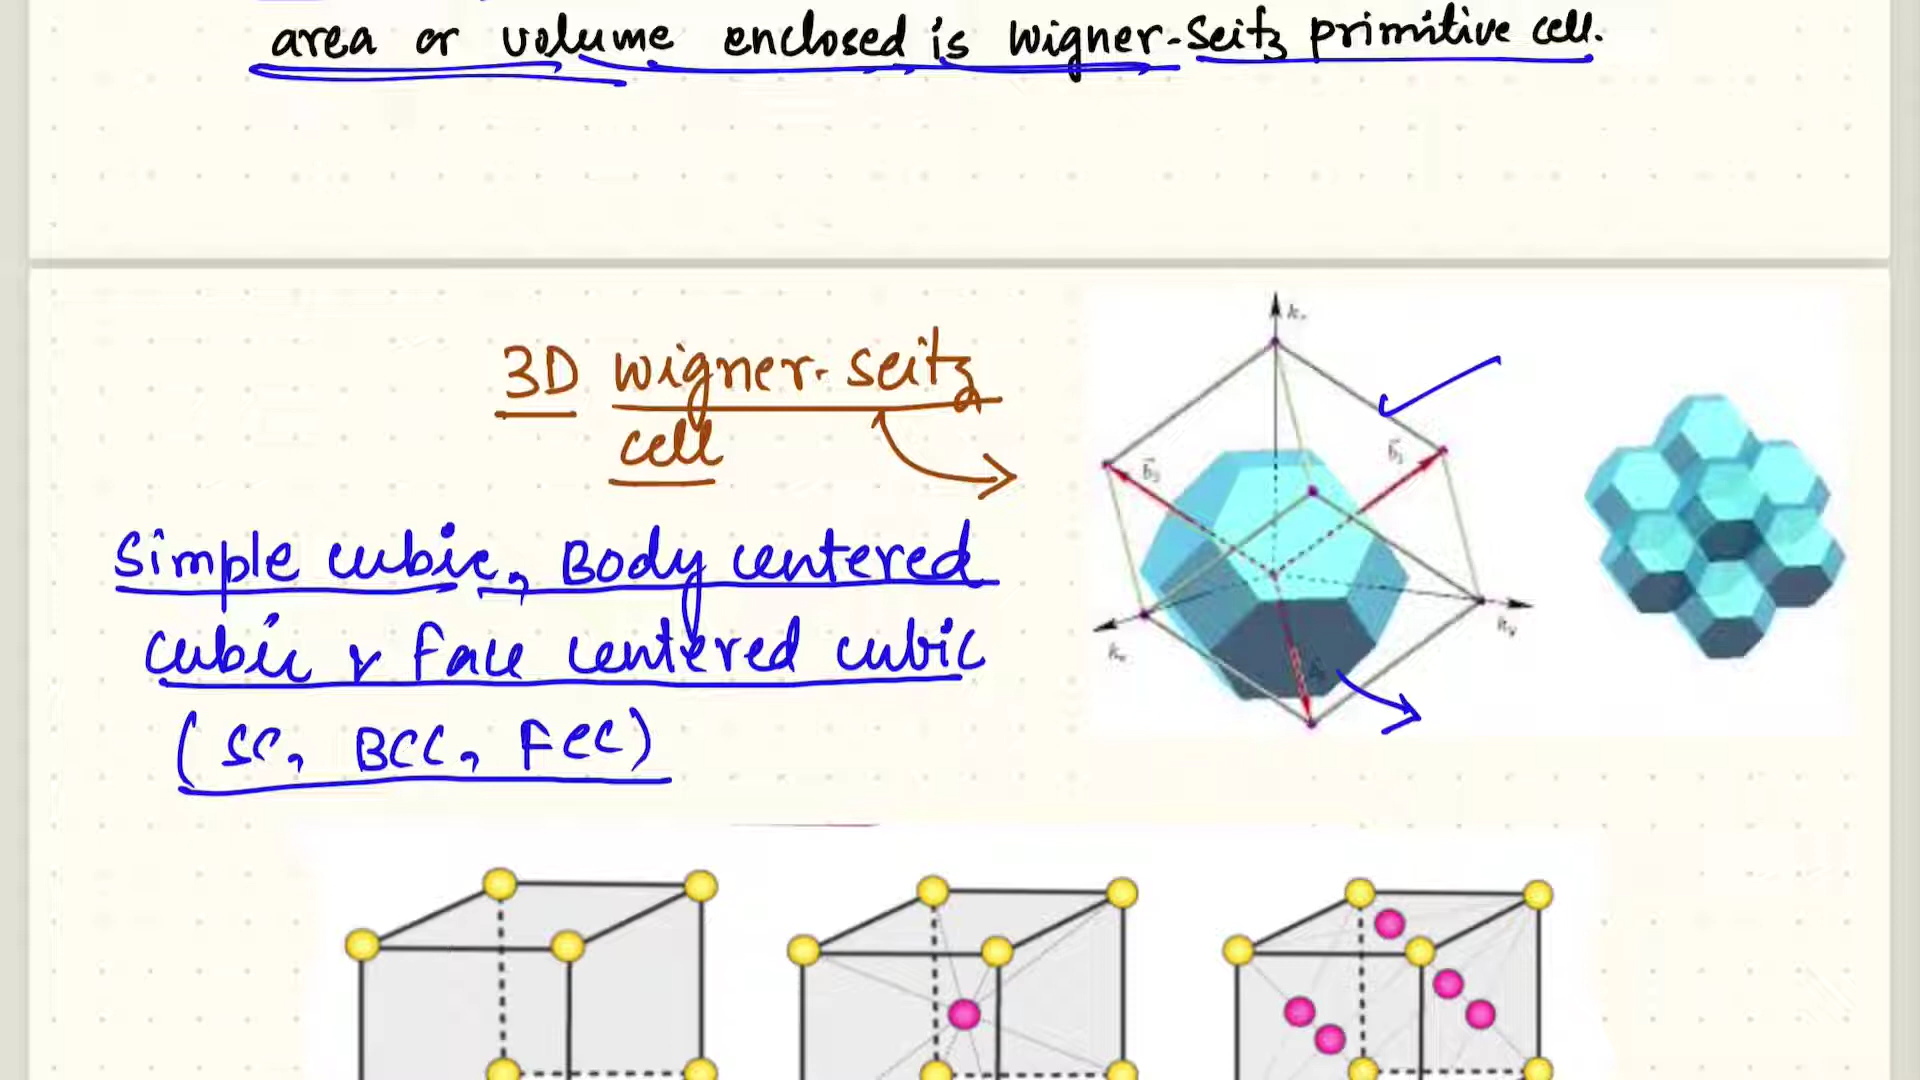 area or volume enclosed is wigner-Seitz primitive cell.
3D wigner-seitz
cell
Simple cubic, Body centered
cubic & Face centered cubic
(SC, BCC, FCC)